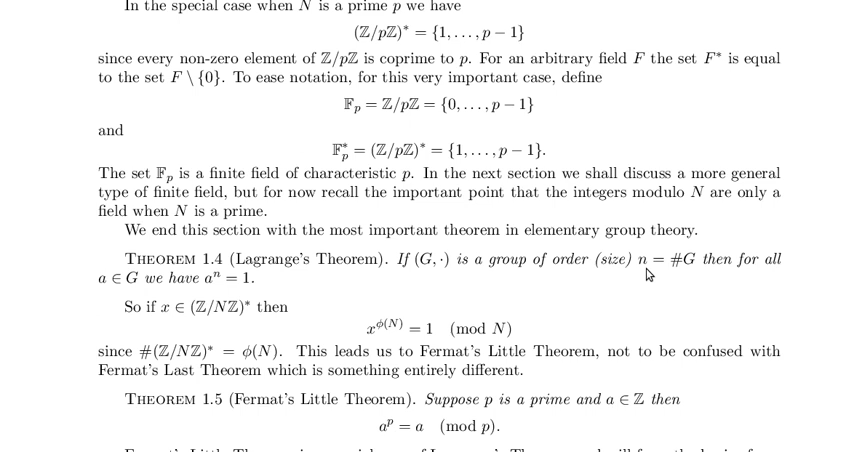 In the special case when N is a prime p we have
(ℤ/pℤ)* = {1, . . . , p − 1}
since every non-zero element of ℤ/pℤ is coprime to p. For an arbitrary field F the set F* is equal
to the set F \ {0}. To ease notation, for this very important case, define
𝔽ₚ = ℤ/pℤ = {0, . . . , p − 1}
and
𝔽ₚ* = (ℤ/pℤ)* = {1, . . . , p − 1}.
The set 𝔽ₚ is a finite field of characteristic p. In the next section we shall discuss a more general
type of finite field, but for now recall the important point that the integers modulo N are only a
field when N is a prime.
We end this section with the most important theorem in elementary group theory.
THEOREM 1.4 (Lagrange's Theorem). If (G, ·) is a group of order (size) n = #G then for all
a ∈ G we have aⁿ = 1.
So if x ∈ (ℤ/Nℤ)* then
x^ϕ(N) = 1 (mod N)
since #(ℤ/Nℤ)* = ϕ(N). This leads us to Fermat's Little Theorem, not to be confused with
Fermat's Last Theorem which is something entirely different.
THEOREM 1.5 (Fermat's Little Theorem). Suppose p is a prime and a ∈ ℤ then
aᵖ = a (mod p).